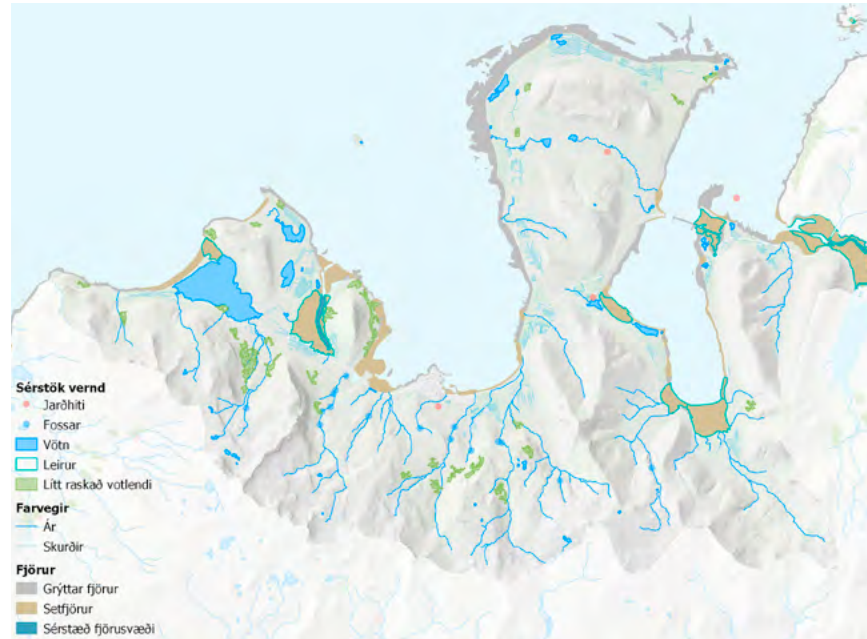 Sérstök vernd
Jarðhiti
Fossar
Vötn
Leirur
Lítt raskað votlendi
Farvegir
Ár
Skurðir
Fjörur
Grýttar fjörur
Setfjörur
Sérstæð fjörusvæði